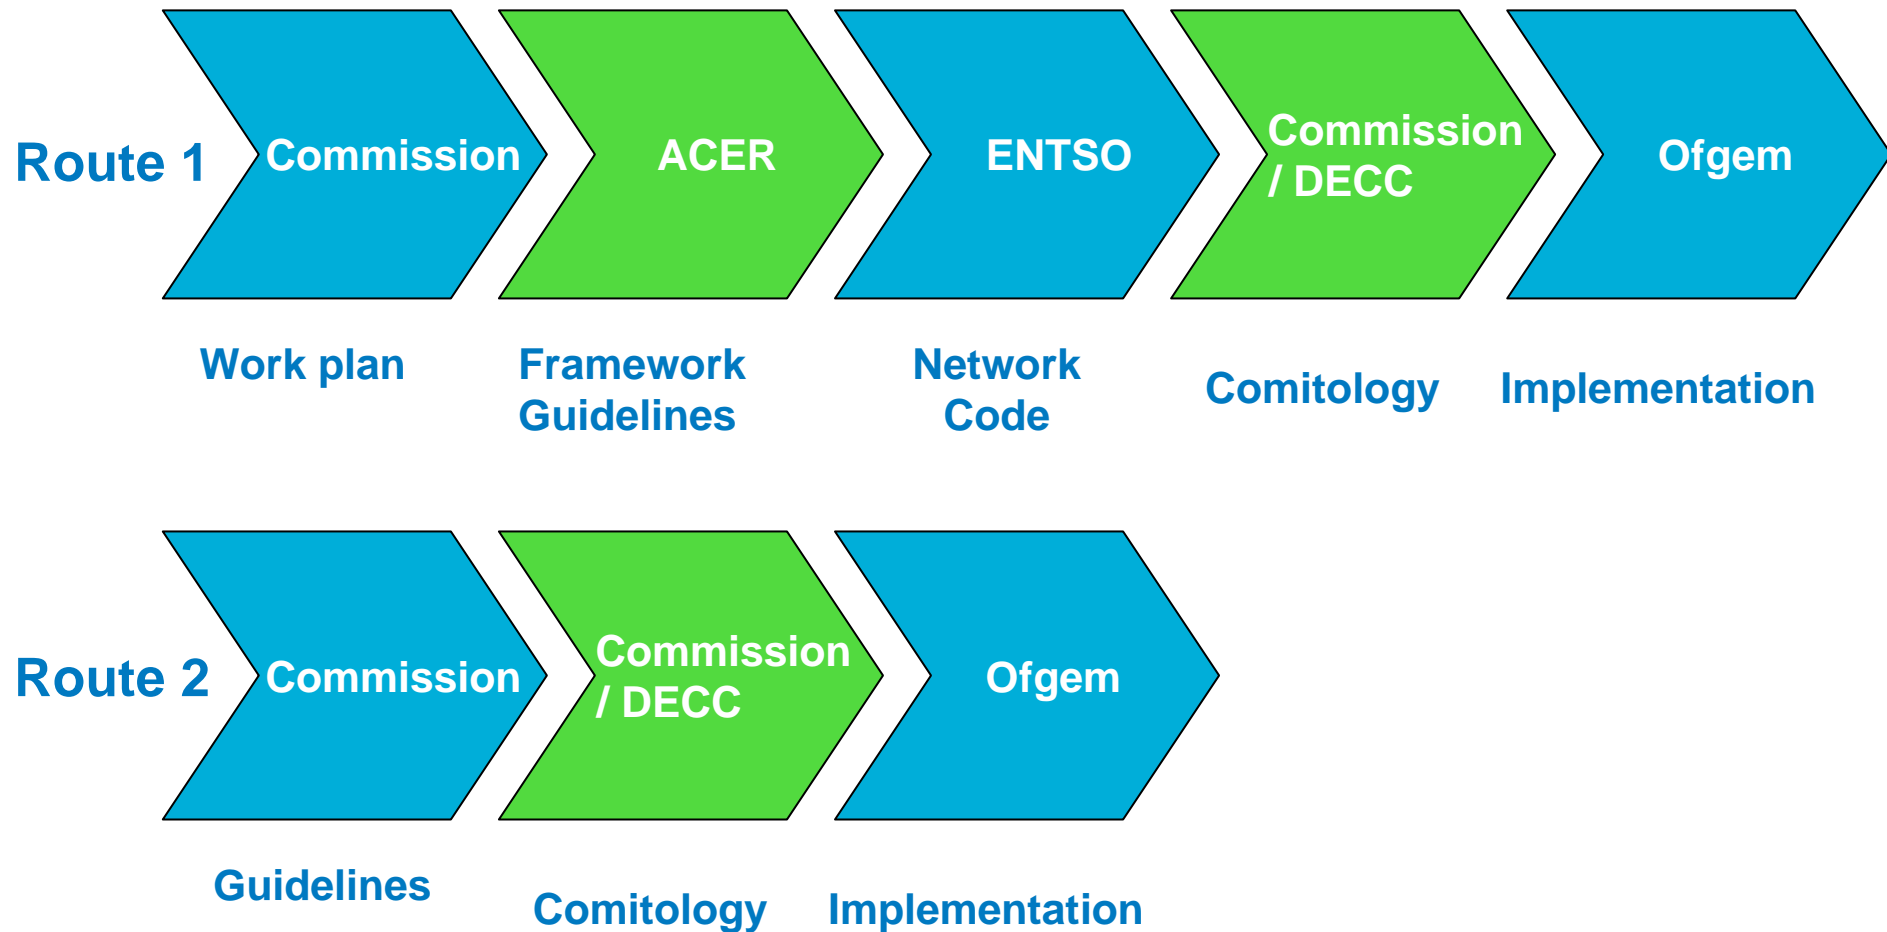 Route 1
Commission
ACER
ENTSO
Commission
/ DECC
Ofgem
Work plan
Framework
Guidelines
Network
Code
Comitology
Implementation
Route 2
Commission
Commission
/ DECC
Ofgem
Guidelines
Comitology
Implementation